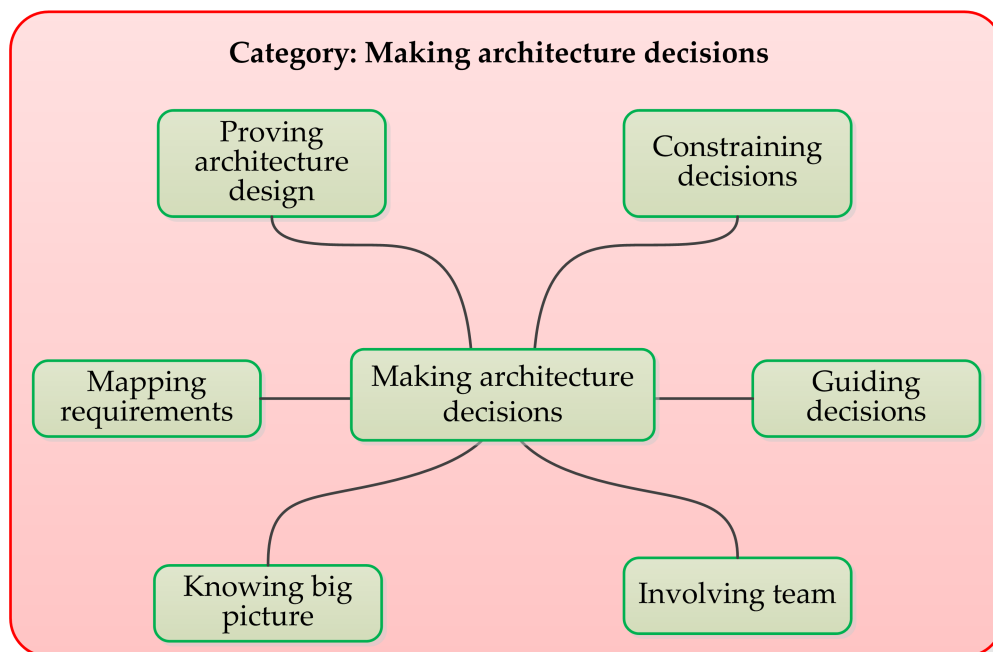 Category: Making architecture decisions
Proving
architecture
design
Constraining
decisions
Mapping
requirements
Making architecture
decisions
Guiding
decisions
Knowing big
picture
Involving team